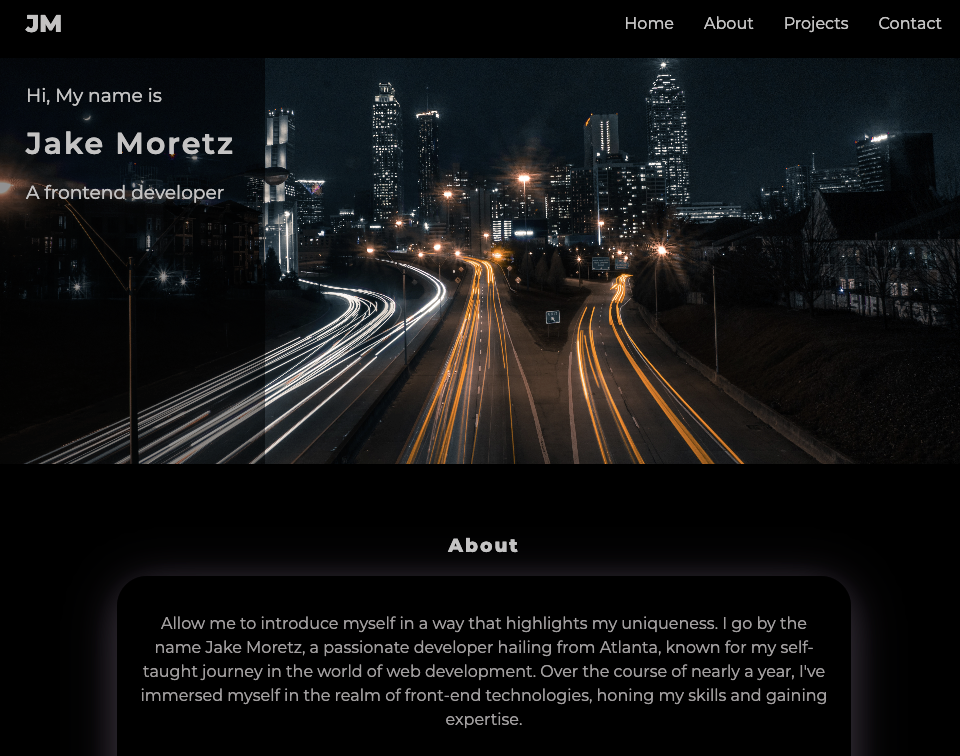 JM
Home About Projects Contact
Hi, My name is
Jake Moretz
A frontend developer
About
Allow me to introduce myself in a way that highlights my uniqueness. I go by the
name Jake Moretz, a passionate developer hailing from Atlanta, known for my self-
taught journey in the world of web development. Over the course of nearly a year, I've
immersed myself in the realm of front-end technologies, honing my skills and gaining
expertise.